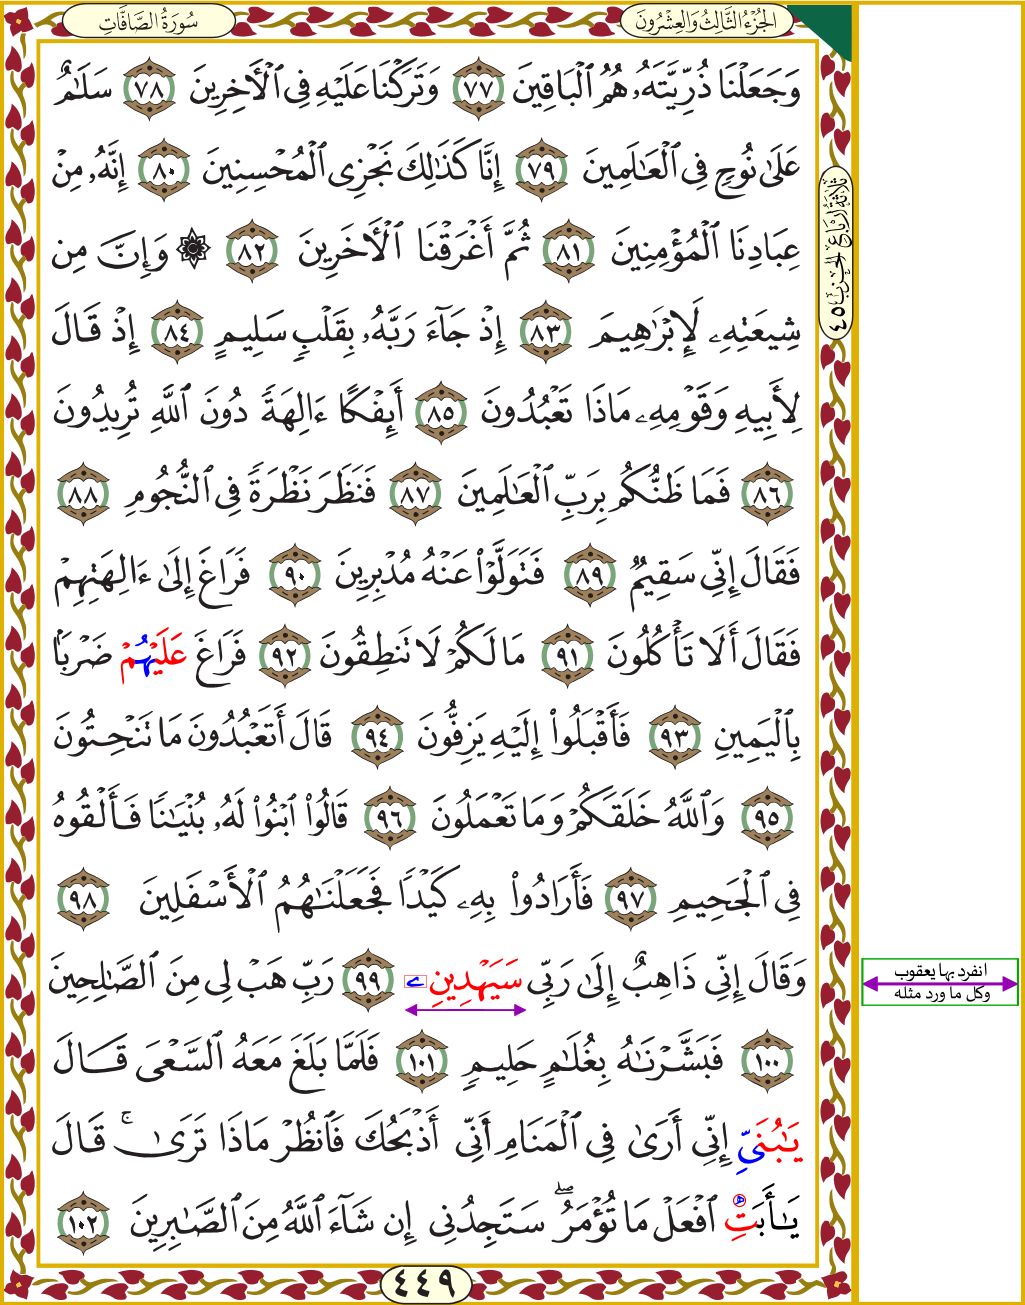 سُورَةُ الصَّافَّاتِ
الجُزْءُ الثَّالِثُ وَالعِشْرُونَ
وَجَعَلْنَا ذُرِّيَّتَهُۥ هُمُ ٱلْبَاقِينَ ٧٧ وَتَرَكْنَا عَلَيْهِ فِى ٱلْأَخِرِينَ ٧٨ سَلَٰمٌ
عَلَىٰ نُوحٍ فِى ٱلْعَٰلَمِينَ ٧٩ إِنَّا كَذَٰلِكَ نَجْزِى ٱلْمُحْسِنِينَ ٨٠ إِنَّهُۥ مِنْ
عِبَادِنَا ٱلْمُؤْمِنِينَ ٨١ ثُمَّ أَغْرَقْنَا ٱلْأَخَرِينَ ٨٢ ۞ وَإِنَّ مِن
شِيعَتِهِۦ لَإِبْرَٰهِيمَ ٨٣ إِذْ جَآءَ رَبَّهُۥ بِقَلْبٍ سَلِيمٍ ٨٤ إِذْ قَالَ
لِأَبِيهِ وَقَوْمِهِۦ مَاذَا تَعْبُدُونَ ٨٥ أَئِفْكًا ءَالِهَةً دُونَ ٱللَّهِ تُرِيدُونَ
٨٦ فَمَا ظَنُّكُم بِرَبِّ ٱلْعَٰلَمِينَ ٨٧ فَنَظَرَ نَظْرَةً فِى ٱلنُّجُومِ ٨٨
فَقَالَ إِنِّى سَقِيمٌ ٨٩ فَتَوَلَّوْا۟ عَنْهُ مُدْبِرِينَ ٩٠ فَرَاغَ إِلَىٰٓ ءَالِهَتِهِمْ
فَقَالَ أَلَا تَأْكُلُونَ ٩١ مَا لَكُمْ لَا تَنطِقُونَ ٩٢ فَرَاغَ عَلَيْهُمْ ضَرْبًۢا
بِٱلْيَمِينِ ٩٣ فَأَقْبَلُوٓا۟ إِلَيْهِ يَزِفُّونَ ٩٤ قَالَ أَتَعْبُدُونَ مَا تَنْحِتُونَ
٩٥ وَٱللَّهُ خَلَقَكُمْ وَمَا تَعْمَلُونَ ٩٦ قَالُوا۟ ٱبْنُوا۟ لَهُۥ بُنْيَٰنًا فَأَلْقُوهُ
فِى ٱلْجَحِيمِ ٩٧ فَأَرَادُوا۟ بِهِۦ كَيْدًا فَجَعَلْنَٰهُمُ ٱلْأَسْفَلِينَ ٩٨
وَقَالَ إِنِّى ذَاهِبٌ إِلَىٰ رَبِّى سَيَهْدِينِۦ ٩٩ رَبِّ هَبْ لِى مِنَ ٱلصَّٰلِحِينَ
١٠٠ فَبَشَّرْنَٰهُ بِغُلَٰمٍ حَلِيمٍ ١٠١ فَلَمَّا بَلَغَ مَعَهُ ٱلسَّعْىَ قَالَ
يَٰبُنَىِّ إِنِّى أَرَىٰ فِى ٱلْمَنَامِ أَنِّى أَذْبَحُكَ فَٱنظُرْ مَاذَا تَرَىٰ ۚ قَالَ
يَٰٓأَبَتِ ٱفْعَلْ مَا تُؤْمَرُ ۖ سَتَجِدُنِى إِن شَآءَ ٱللَّهُ مِنَ ٱلصَّٰبِرِينَ ١٠٢
ثَلَاثَةُ أَرْبَاعِ الحِزْبِ ٤٥
انفرد بها يعقوب
وكل ما ورد مثله
٤٤٩